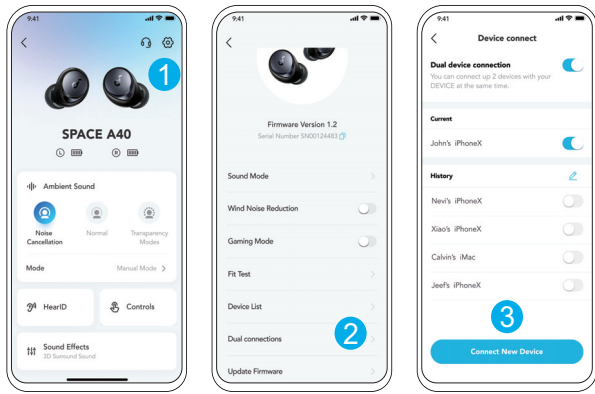 9:41
1
SPACE A40
L
R
Ambient Sound
Noise Cancellation
Normal
Transparency Modes
Mode
Manual Mode >
HearID
Controls
Sound Effects
3D Surround Sound
9:41
Firmware Version 1.2
Serial Number SN00124483
Sound Mode
Wind Noise Reduction
Gaming Mode
Fit Test
Device List
Dual connections
2
Update Firmware
9:41
Device connect
Dual device connection
You can connect up 2 devices with your
DEVICE at the same time.
Current
John's iPhoneX
History
Nevi's iPhoneX
Xiao's iPhoneX
Calvin's iMac
Jeef's iPhoneX
3
Connect New Device